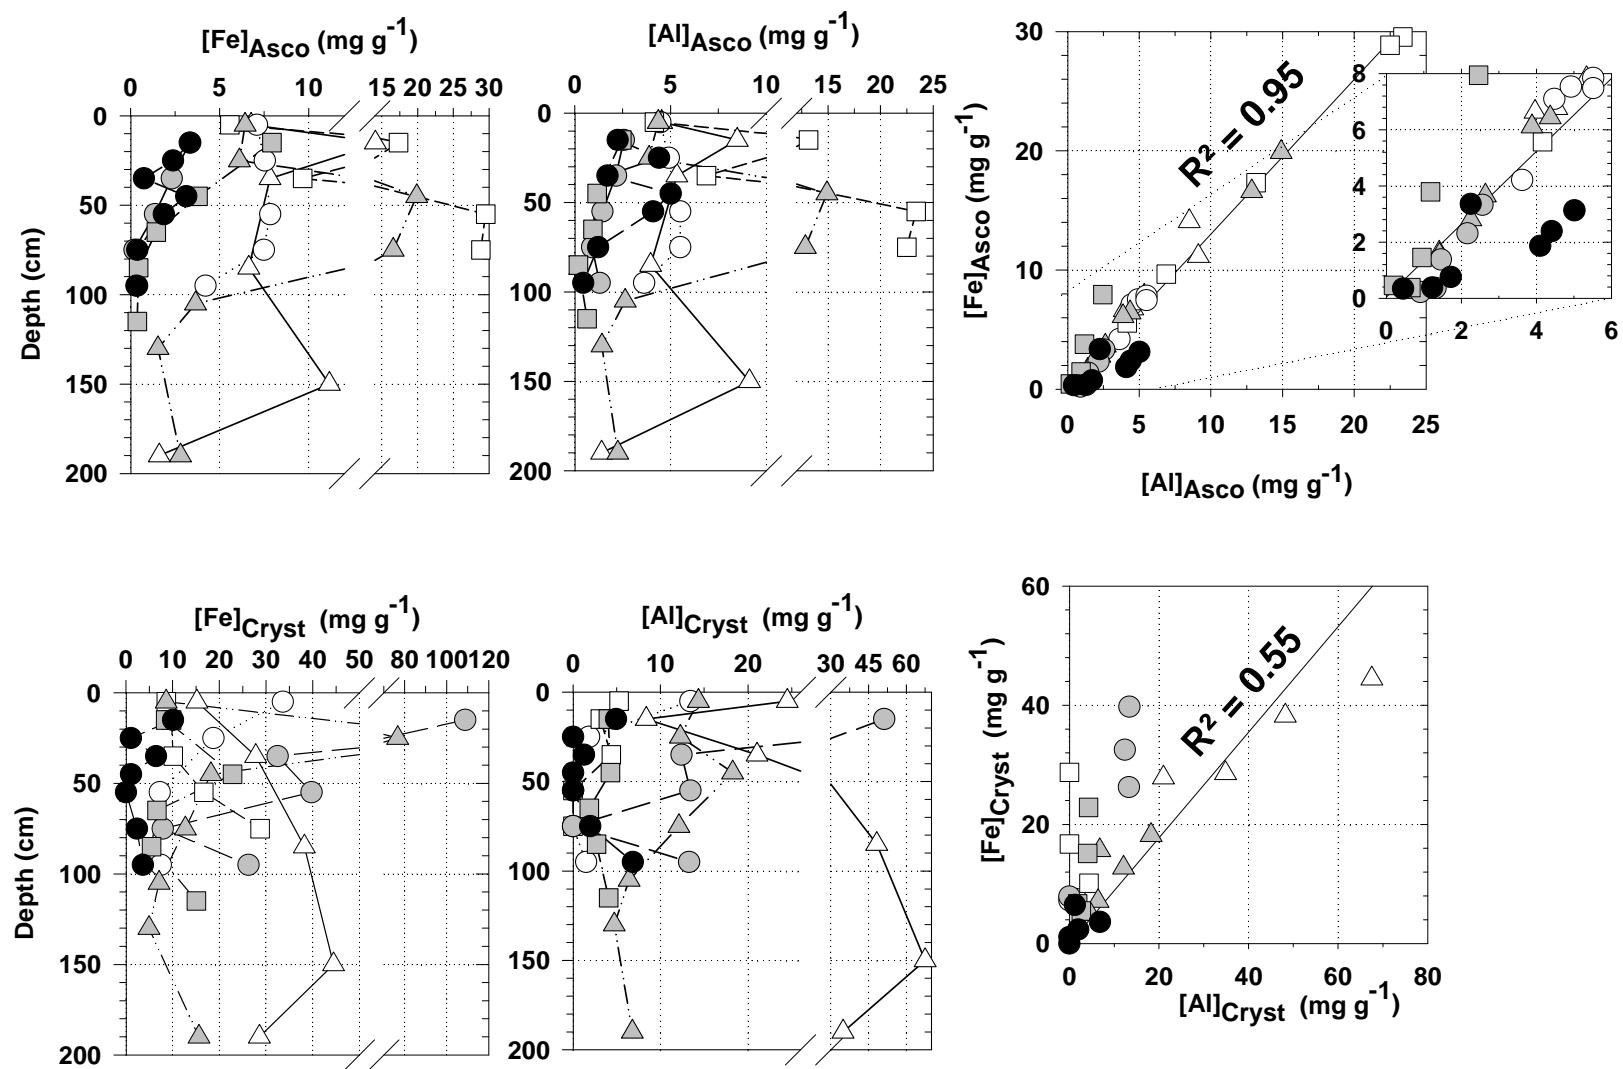 [Fe]Asco (mg g-1)
0 5 10 15 20 25 30
0
50
100
150
200
Depth (cm)
[Al]Asco (mg g-1)
0 5 10 15 20 25
0
50
100
150
200
30
20
10
0
[Fe]Asco (mg g-1)
R2 = 0.95
8
6
4
2
0
0 2 4 6
0 5 10 15 20 25
[Al]Asco (mg g-1)
[Fe]Cryst (mg g-1)
0 10 20 30 40 50 80 100 120
0
50
100
150
200
Depth (cm)
[Al]Cryst (mg g-1)
0 10 20 30 45 60
0
50
100
150
200
60
40
20
0
[Fe]Cryst (mg g-1)
R2 = 0.55
0 20 40 60 80
[Al]Cryst (mg g-1)